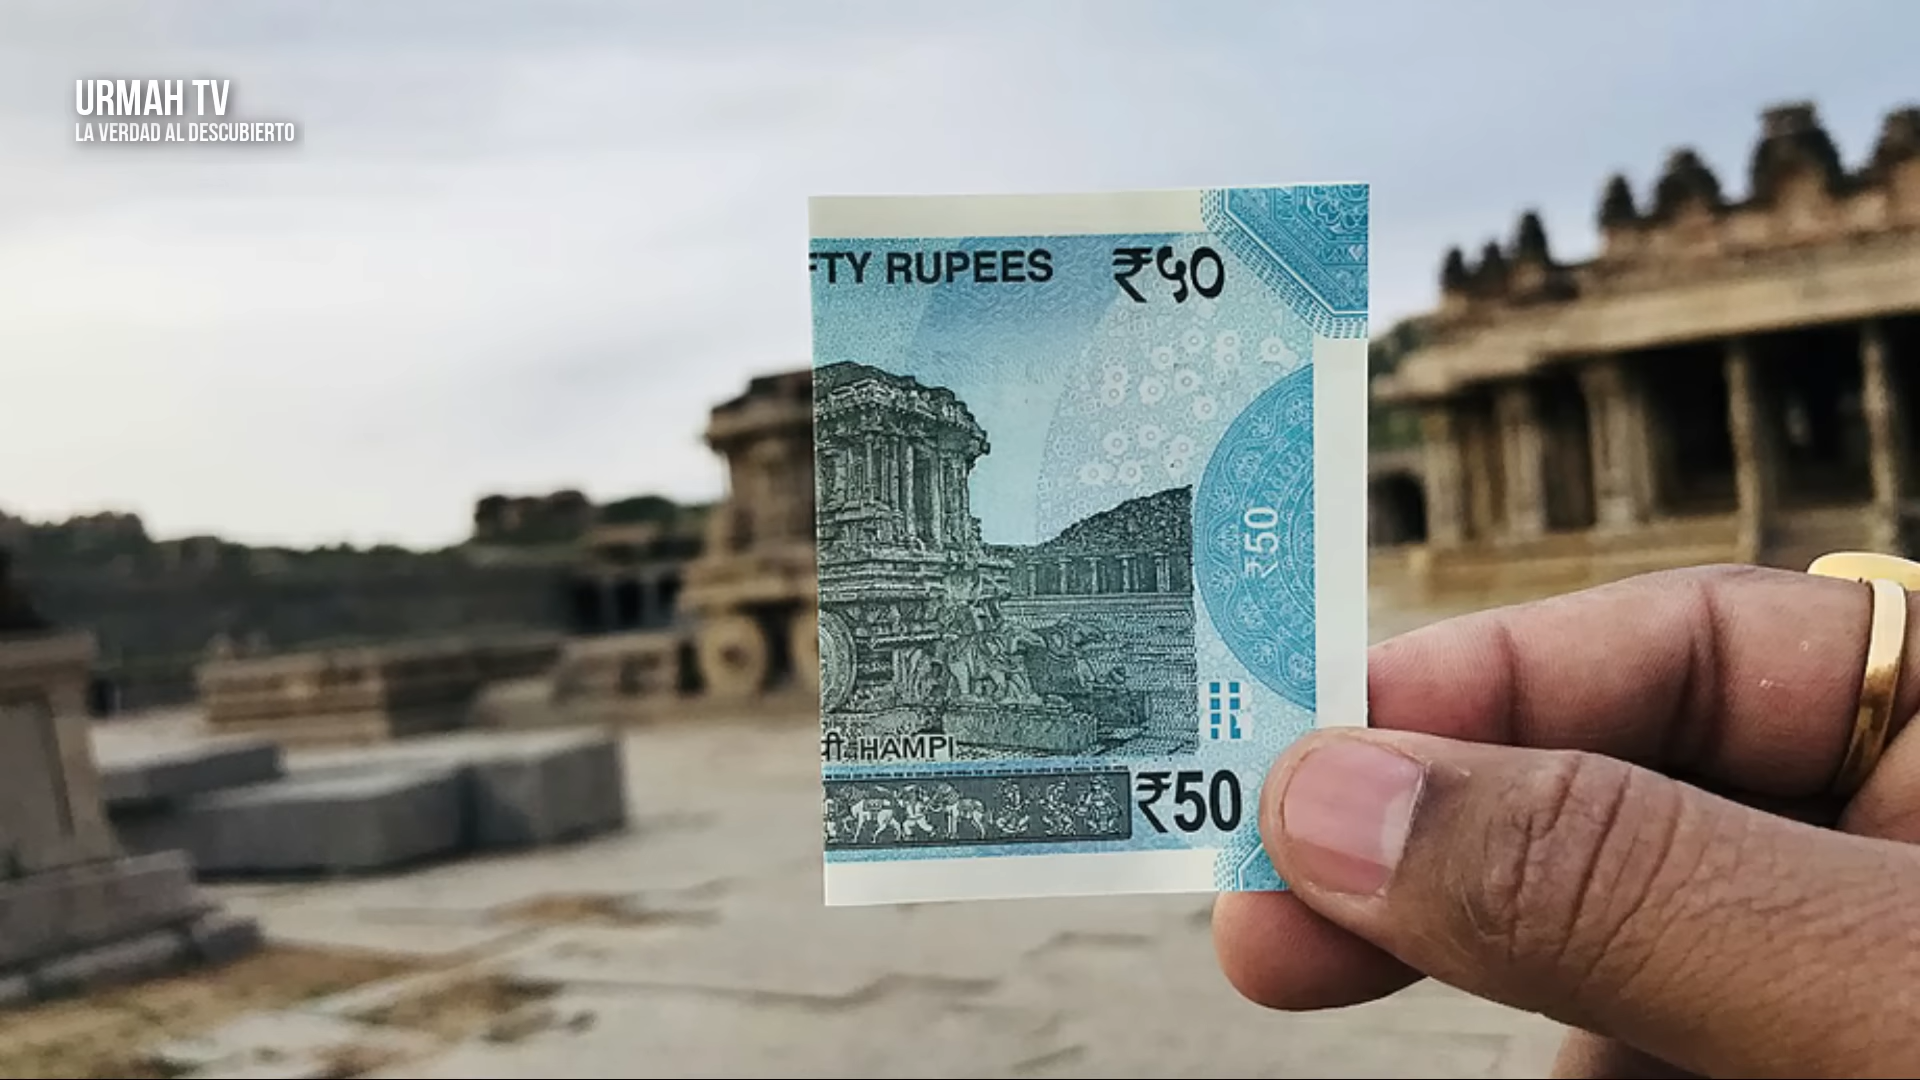 URMAH TV
LA VERDAD AL DESCUBIERTO
FTY RUPEES ₹५०
₹50
पी HAMPI
₹50